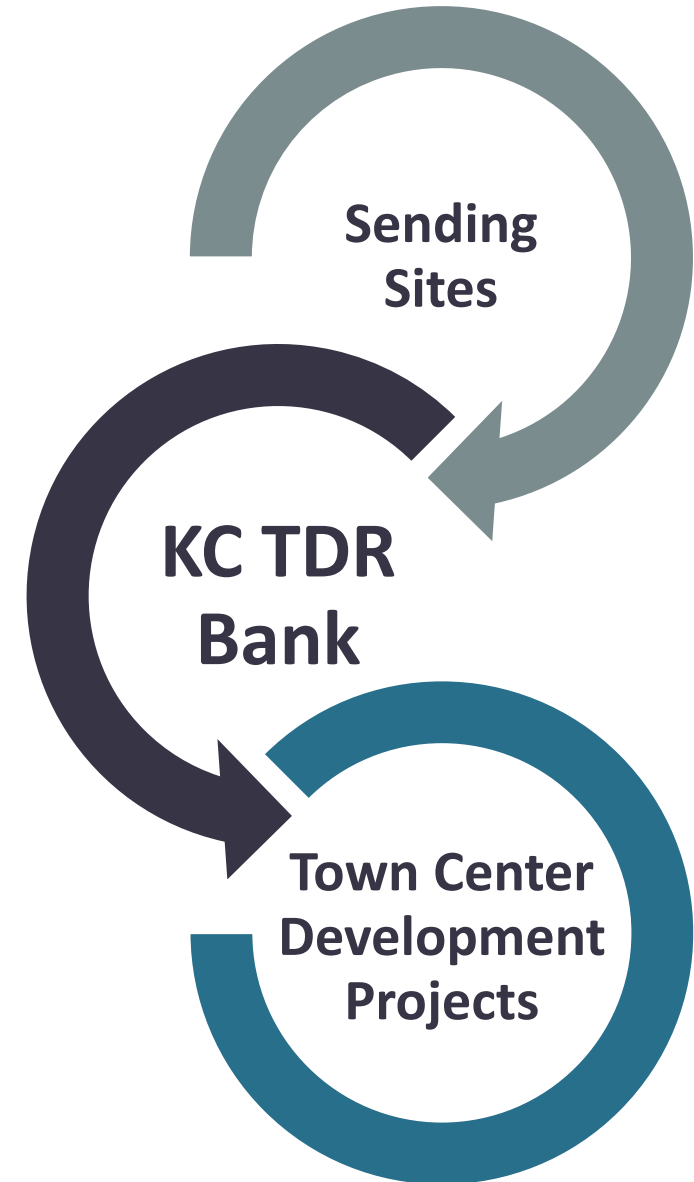 Sending
Sites
KC TDR
Bank
Town Center
Development
Projects